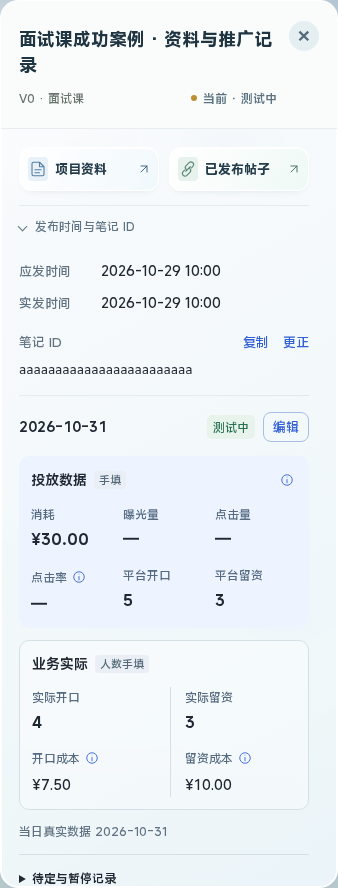 面试课成功案例 · 资料与推广记
录
V0 · 面试课
当前 · 测试中
项目资料
已发布帖子
发布时间与笔记 ID
应发时间 2026-10-29 10:00
实发时间 2026-10-29 10:00
笔记 ID 复制 更正
aaaaaaaaaaaaaaaaaaaaaaaa
2026-10-31 测试中 编辑
投放数据 手填
消耗 曝光量 点击量
¥30.00 — —
点击率 平台开口 平台留资
— 5 3
业务实际 人数手填
实际开口 实际留资
4 3
开口成本 留资成本
¥7.50 ¥10.00
当日真实数据 2026-10-31
待定与暂停记录